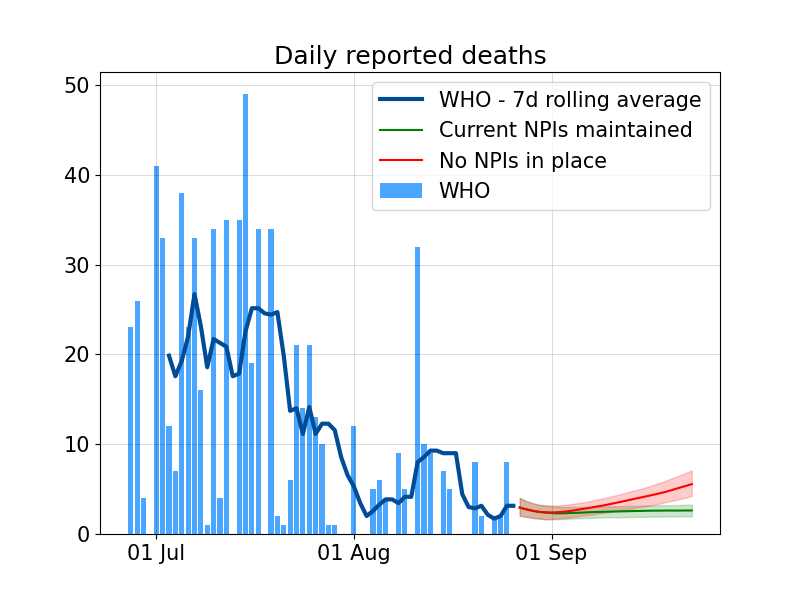 Daily reported deaths
50
40
30
20
10
0
WHO - 7d rolling average
Current NPIs maintained
No NPIs in place
WHO
01 Jul
01 Aug
01 Sep